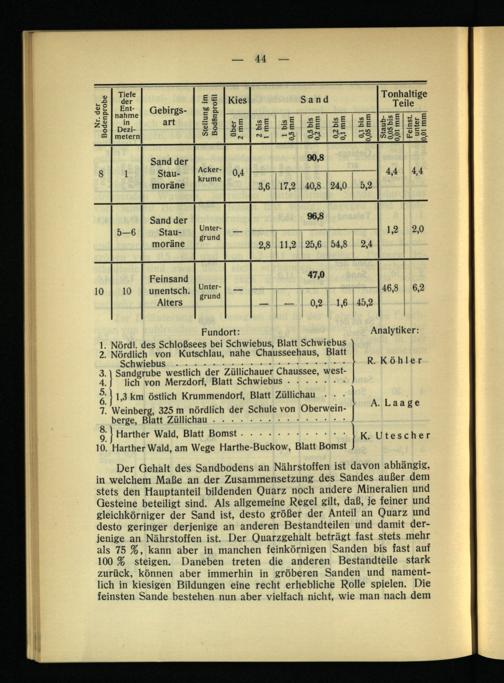 — 44 —
Nr. der Bodenprobe
Tiefe der Entnahme in Dezimetern
Gebirgsart
Stellung im Bodenprofil
Kies
Sand
Tonhaltige Teile
über 2 mm
2 bis 1 mm
1 bis 0,5 mm
0,5 bis 0,2 mm
0,2 bis 0,1 mm
0,1 bis 0,05 mm
Staub 0,05 bis 0,01 mm
Feinst. unter 0,01 mm
8 1 Sand der Staumoräne Ackerkrume 0,4 90,8 4,4 4,4
3,6 17,2 40,8 24,0 5,2
5—6 Sand der Staumoräne Untergrund — 96,8 1,2 2,0
2,8 11,2 25,6 54,8 2,4
10 10 Feinsand unentsch. Alters Untergrund — 47,0 46,8 6,2
— — 0,2 1,6 45,2
Fundort: Analytiker:
1. Nördl. des Schloßsees bei Schwiebus, Blatt Schwiebus
2. Nördlich von Kutschlau, nahe Chausseehaus, Blatt
Schwiebus
R. Köhler
3. Sandgrube westlich der Züllichauer Chaussee, west-
4. lich von Merzdorf, Blatt Schwiebus
5.
6. 1,3 km östlich Krummendorf, Blatt Züllichau
A. Laage
7. Weinberg, 325 m nördlich der Schule von Oberwein-
berge, Blatt Züllichau
8.
9. Harther Wald, Blatt Bomst
K. Utescher
10. Harther Wald, am Wege Harthe-Buckow, Blatt Bomst
Der Gehalt des Sandbodens an Nährstoffen ist davon abhängig,
in welchem Maße an der Zusammensetzung des Sandes außer dem
stets den Hauptanteil bildenden Quarz noch andere Mineralien und
Gesteine beteiligt sind. Als allgemeine Regel gilt, daß, je feiner und
gleichkörniger der Sand ist, desto größer der Anteil an Quarz und
desto geringer derjenige an anderen Bestandteilen und damit der-
jenige an Nährstoffen ist. Der Quarzgehalt beträgt fast stets mehr
als 75 %, kann aber in manchen feinkörnigen Sanden bis fast auf
100 % steigen. Daneben treten die anderen Bestandteile stark
zurück, können aber immerhin in gröberen Sanden und nament-
lich in kiesigen Bildungen eine recht erhebliche Rolle spielen. Die
feinsten Sande bestehen nun aber vielfach nicht, wie man nach dem